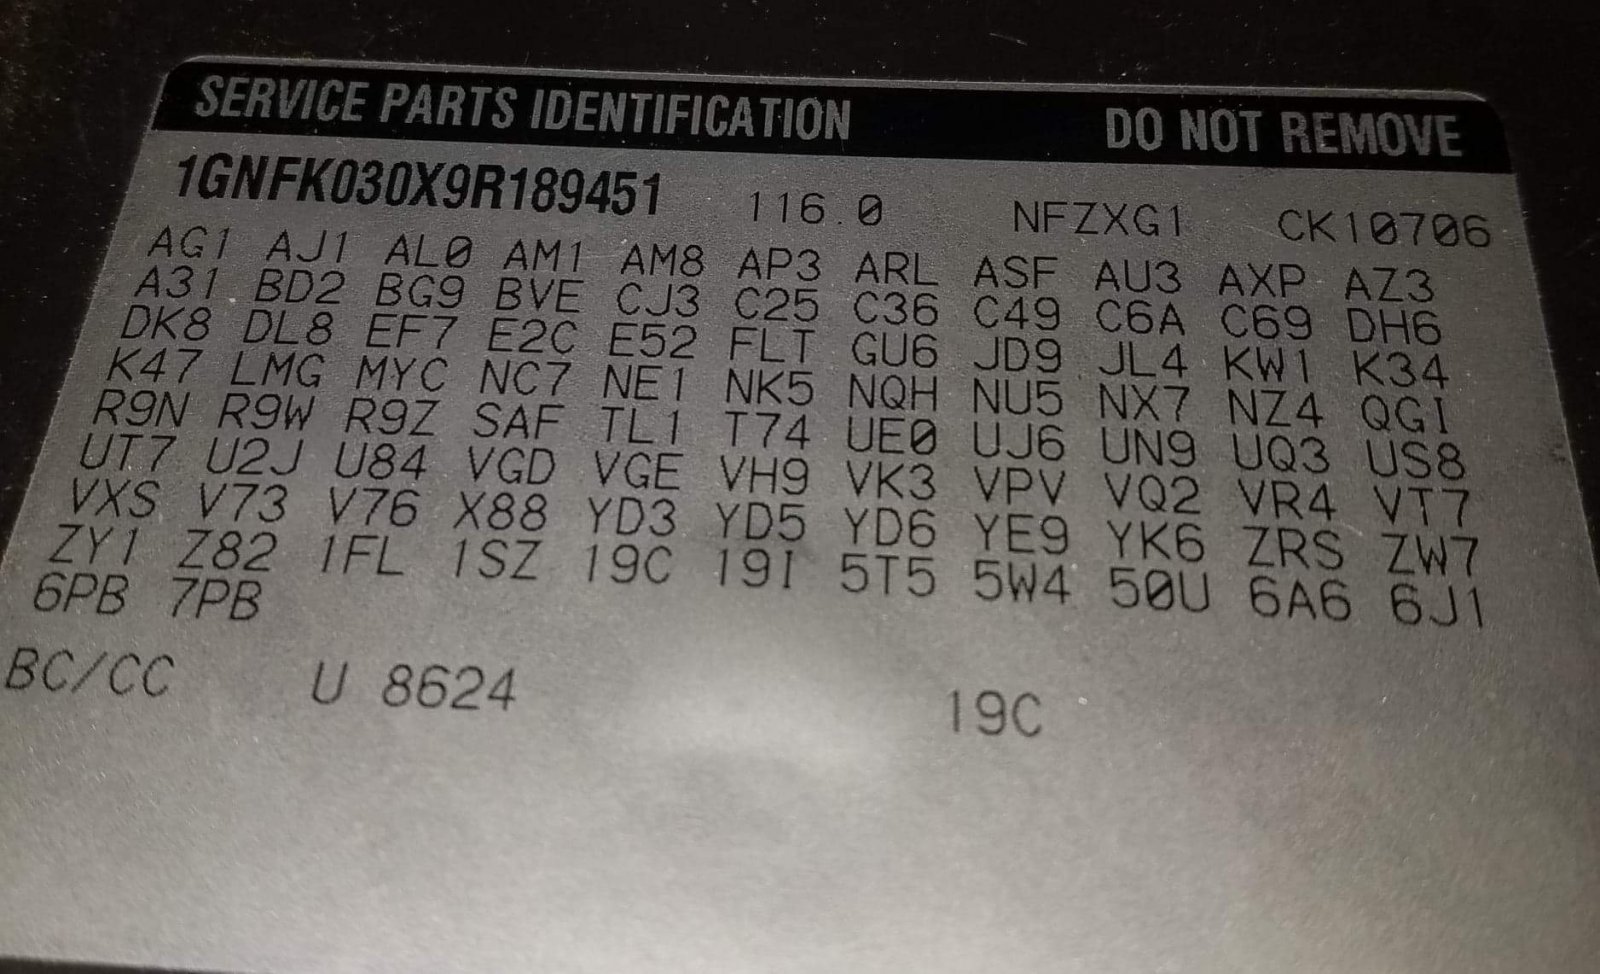 SERVICE PARTS IDENTIFICATION DO NOT REMOVE
1GNFK030X9R189451 116.0 NFZXG1 CK10706
AG1 AJ1 AL0 AM1 AM8 AP3 ARL ASF AU3 AXP AZ3
A31 BD2 BG9 BVE CJ3 C25 C36 C49 C6A C69 DH6
DK8 DL8 EF7 E2C E52 FLT GU6 JD9 JL4 KW1 K34
K47 LMG MYC NC7 NE1 NK5 NQH NU5 NX7 NZ4 QGI
R9N R9W R9Z SAF TL1 T74 UE0 UJ6 UN9 UQ3 US8
UT7 U2J U84 VGD VGE VH9 VK3 VPV VQ2 VR4 VT7
VXS V73 V76 X88 YD3 YD5 YD6 YE9 YK6 ZRS ZW7
ZY1 Z82 1FL 1SZ 19C 19I 5T5 5W4 50U 6A6 6J1
6PB 7PB
BC/CC U 8624 19C